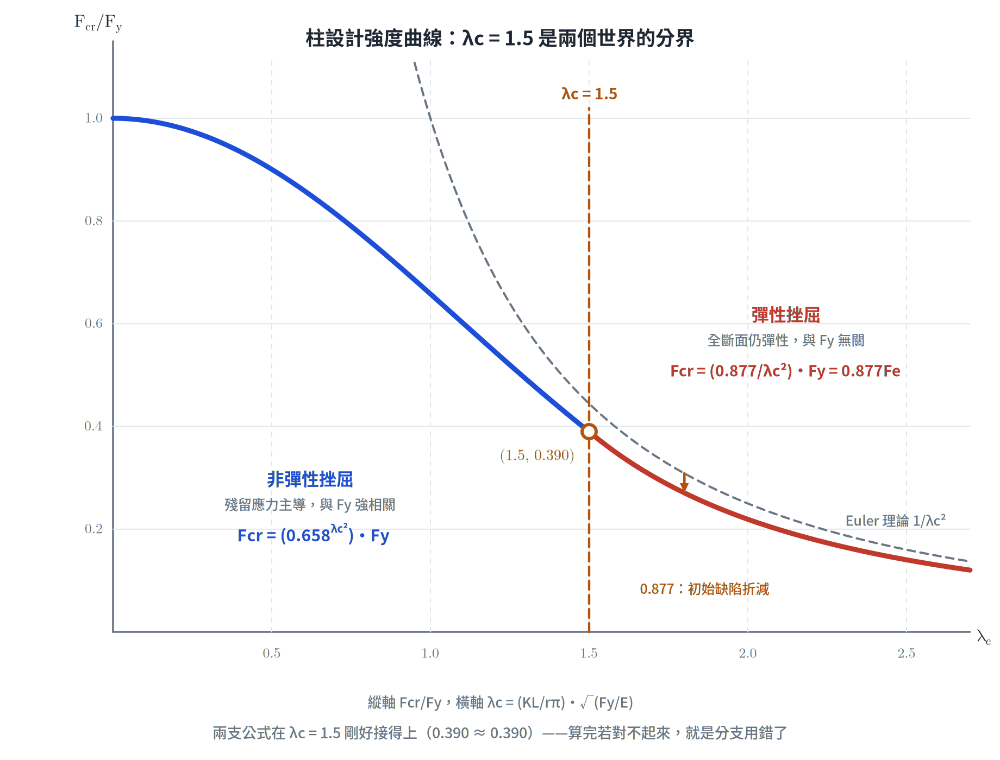 F_cr/F_y
柱設計強度曲線：λc = 1.5 是兩個世界的分界
λc = 1.5
1.0
0.8
0.6
0.4
0.2
彈性挫屈
全斷面仍彈性，與 Fy 無關
Fcr = (0.877/λc²)・Fy = 0.877Fe
(1.5, 0.390)
非彈性挫屈
殘留應力主導，與 Fy 強相關
Fcr = (0.658^λc²)・Fy
Euler 理論 1/λc²
0.877：初始缺陷折減
λ_c
0.5 1.0 1.5 2.0 2.5
縱軸 Fcr/Fy，橫軸 λc = (KL/rπ)・√(Fy/E)
兩支公式在 λc = 1.5 剛好接得上（0.390 ≈ 0.390）——算完若對不起來，就是分支用錯了